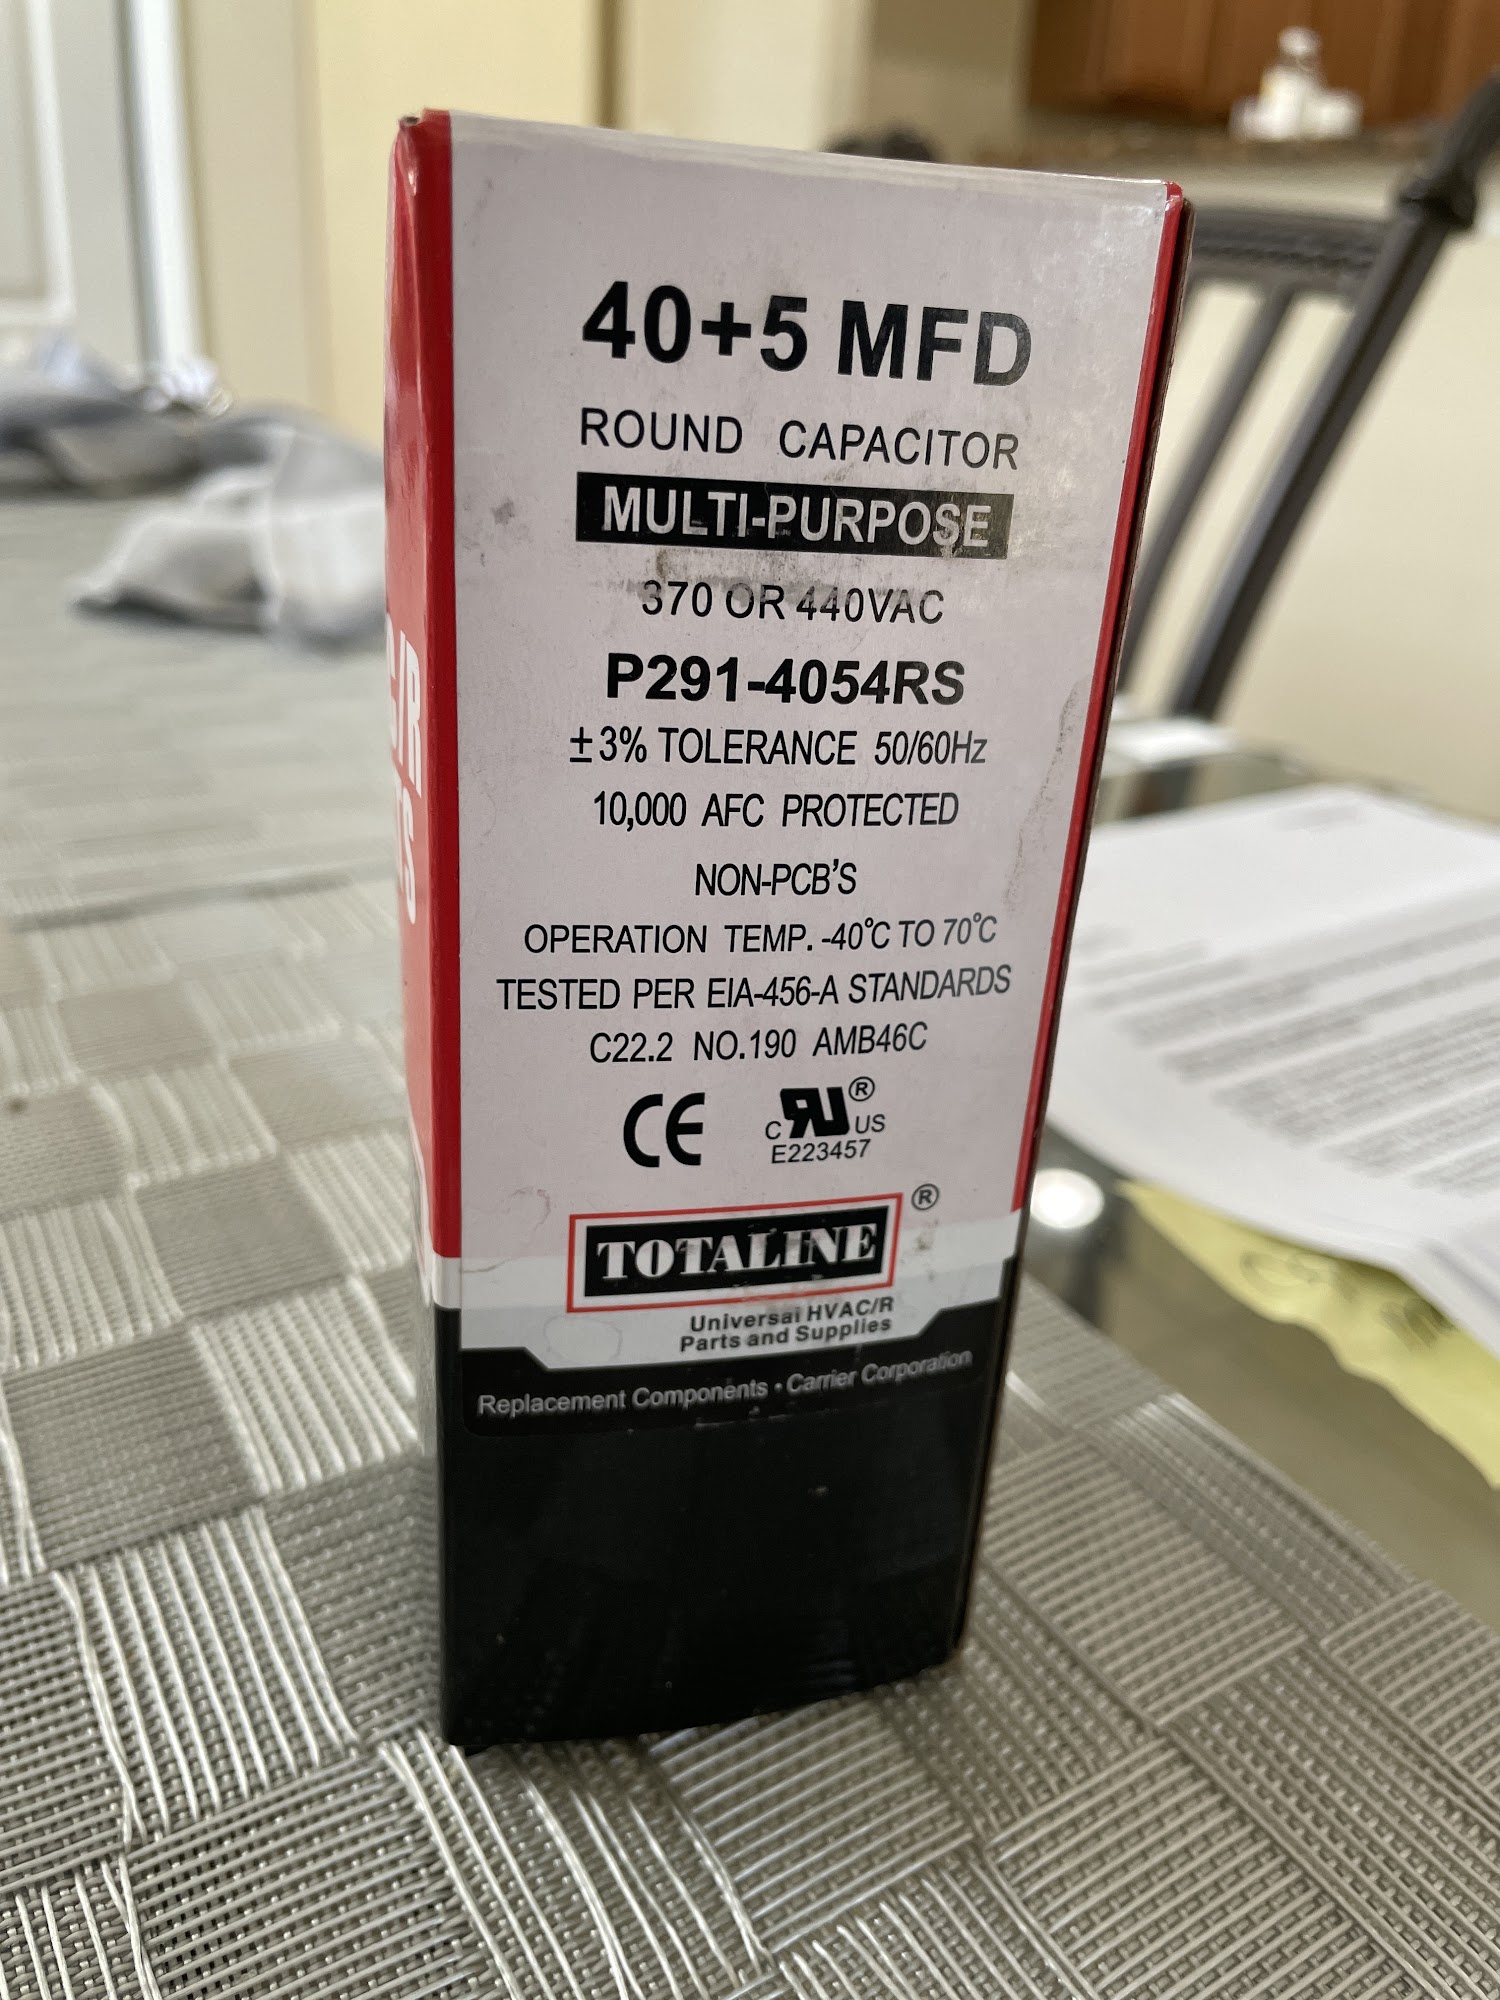 40+5 MFD
ROUND CAPACITOR
MULTI-PURPOSE
370 OR 440VAC
P291-4054RS
±3% TOLERANCE 50/60Hz
10,000 AFC PROTECTED
NON-PCB'S
OPERATION TEMP. -40°C TO 70°C
TESTED PER EIA-456-A STANDARDS
C22.2 NO.190 AMB46C
CE C RU® US
E223457
TOTALINE®
Universal HVAC/R
Parts and Supplies
Replacement Components • Carrier Corporation